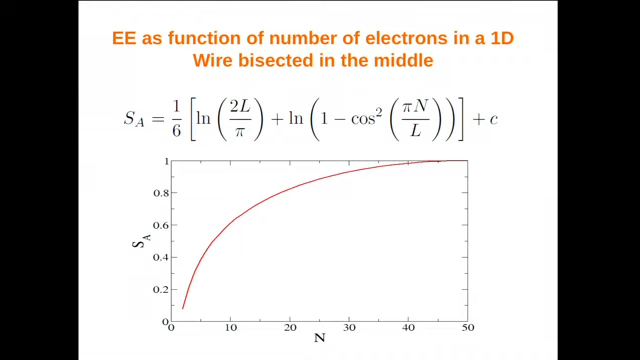 EE as function of number of electrons in a 1D
Wire bisected in the middle
S_A = 1/6 [ ln ( 2L/π ) + ln ( 1 − cos² ( πN/L ) ) ] + c
1
0.8
0.6
0.4
0.2
0
S_A
0 10 20 30 40 50
N